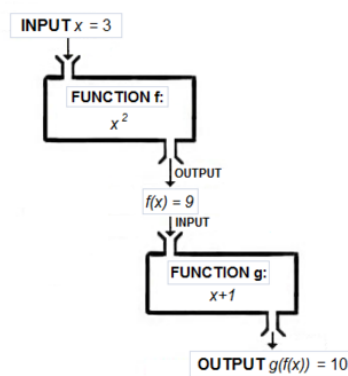 INPUT x = 3
FUNCTION f:
x²
OUTPUT
f(x) = 9
INPUT
FUNCTION g:
x+1
OUTPUT g(f(x)) = 10